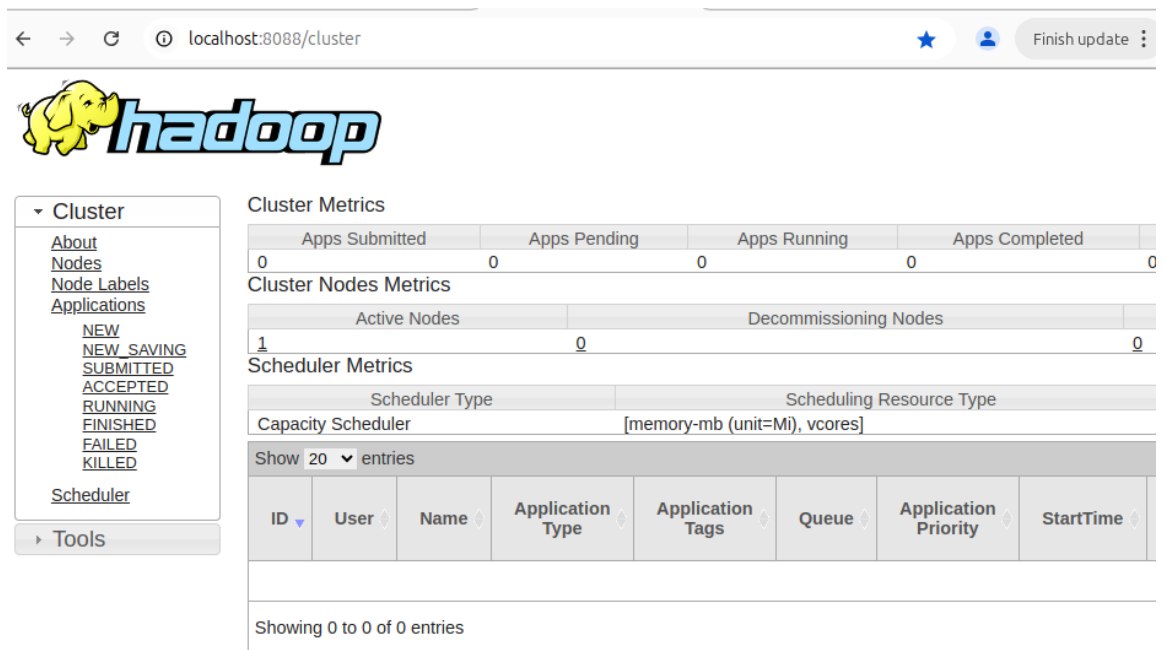 localhost:8088/cluster
Finish update
hadoop
Cluster
About
Nodes
Node Labels
Applications
NEW
NEW_SAVING
SUBMITTED
ACCEPTED
RUNNING
FINISHED
FAILED
KILLED
Scheduler
Tools
Cluster Metrics
Apps Submitted Apps Pending Apps Running Apps Completed
0 0 0 0 0
Cluster Nodes Metrics
Active Nodes Decommissioning Nodes
1 0 0
Scheduler Metrics
Scheduler Type Scheduling Resource Type
Capacity Scheduler [memory-mb (unit=Mi), vcores]
Show 20 entries
ID User Name Application Type Application Tags Queue Application Priority StartTime
Showing 0 to 0 of 0 entries